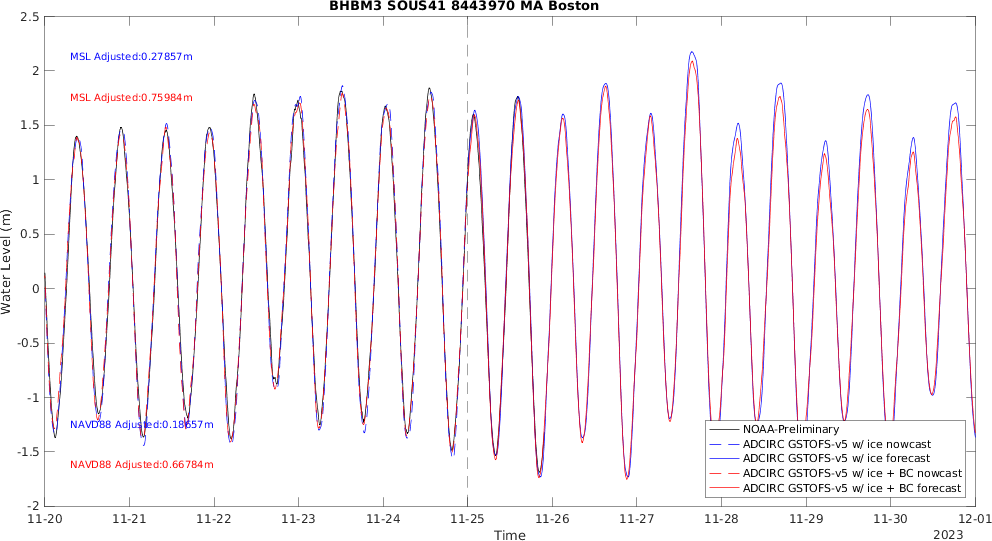 BHBM3 SOUS41 8443970 MA Boston
MSL Adjusted:0.27857m
MSL Adjusted:0.75984m
NAVD88 Adjusted:0.18657m
NAVD88 Adjusted:0.66784m
Water Level (m)
2.5
2
1.5
1
0.5
0
-0.5
-1
-1.5
-2
NOAA-Preliminary
ADCIRC GSTOFS-v5 w/ ice nowcast
ADCIRC GSTOFS-v5 w/ ice forecast
ADCIRC GSTOFS-v5 w/ ice + BC nowcast
ADCIRC GSTOFS-v5 w/ ice + BC forecast
11-20 11-21 11-22 11-23 11-24 11-25 11-26 11-27 11-28 11-29 11-30 12-01
Time
2023